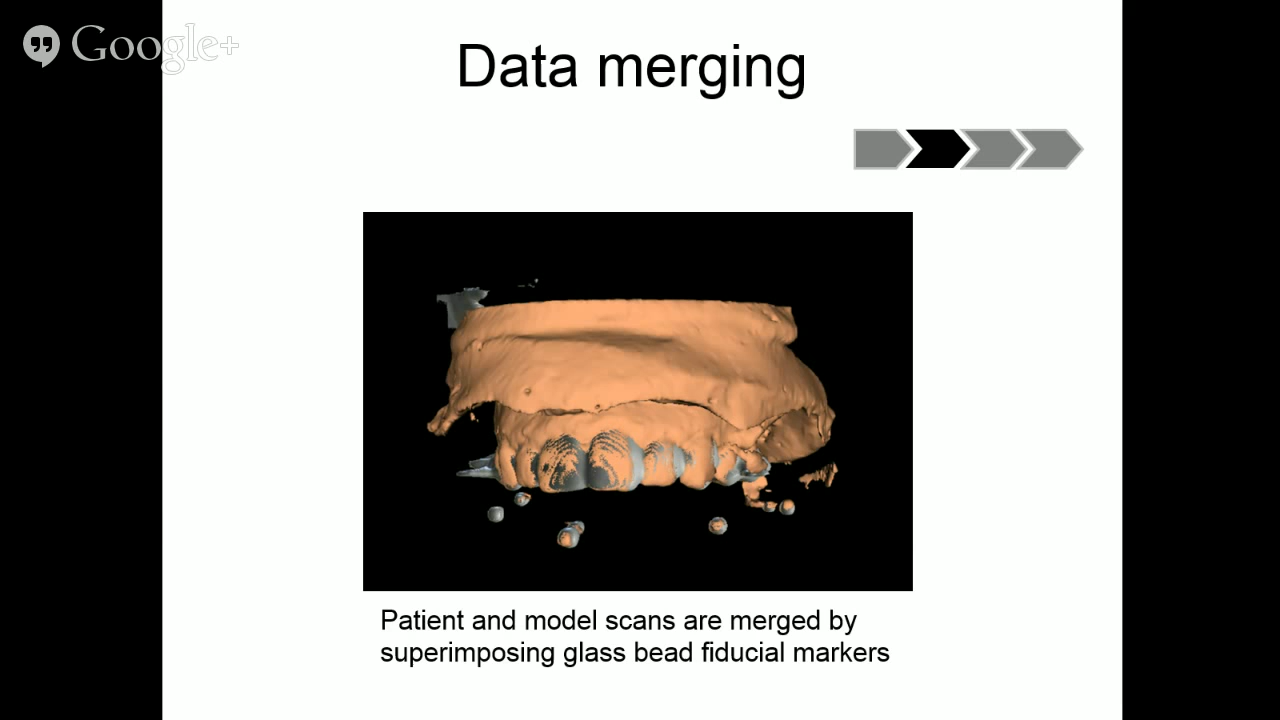 Google+
Data merging
Patient and model scans are merged by
superimposing glass bead fiducial markers